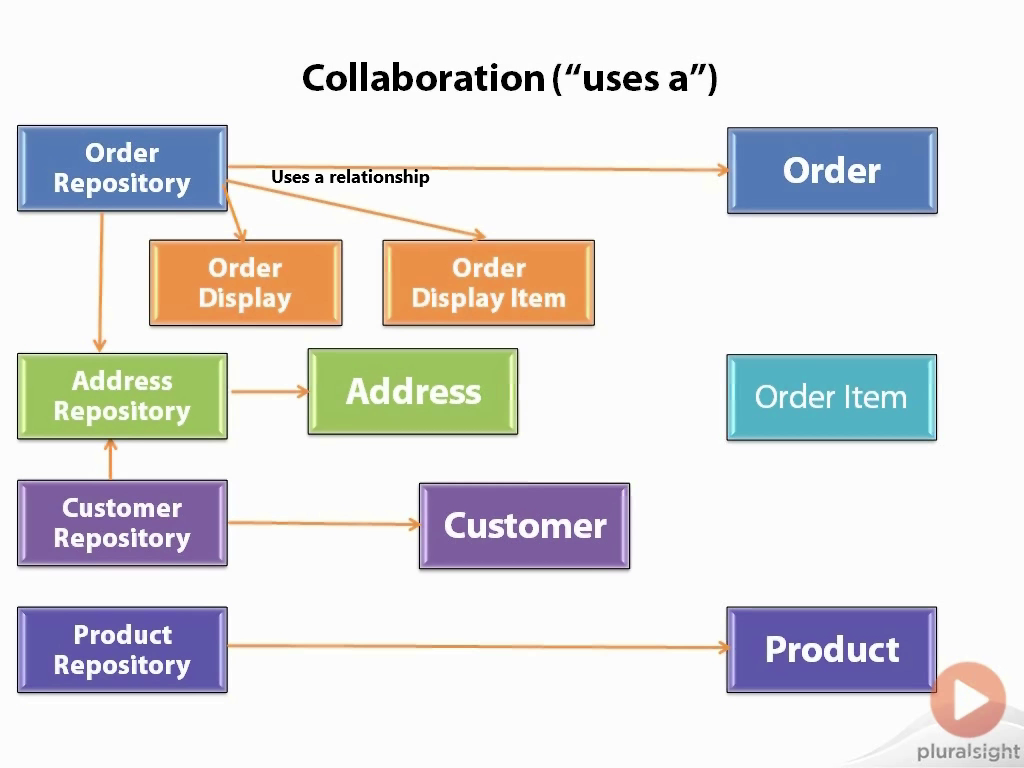 Collaboration (“uses a”)
Order
Repository
Order
Uses a relationship
Order
Display
Order
Display Item
Address
Repository
Address
Order Item
Customer
Repository
Customer
Product
Repository
Product
pluralsight